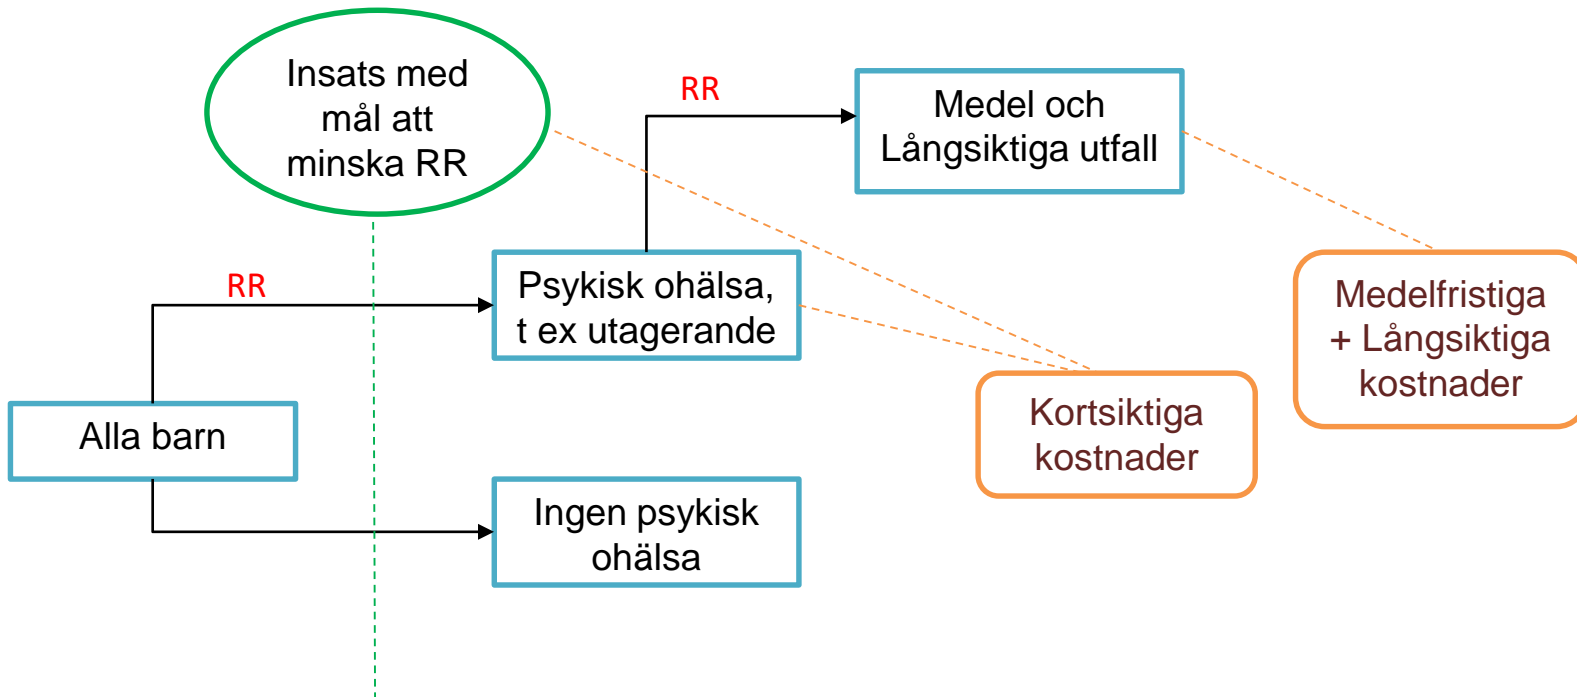 Insats med
mål att
minska RR
RR
Medel och
Långsiktiga utfall
RR
Psykisk ohälsa,
t ex utagerande
Medelfristiga
+ Långsiktiga
kostnader
Alla barn
Kortsiktiga
kostnader
Ingen psykisk
ohälsa